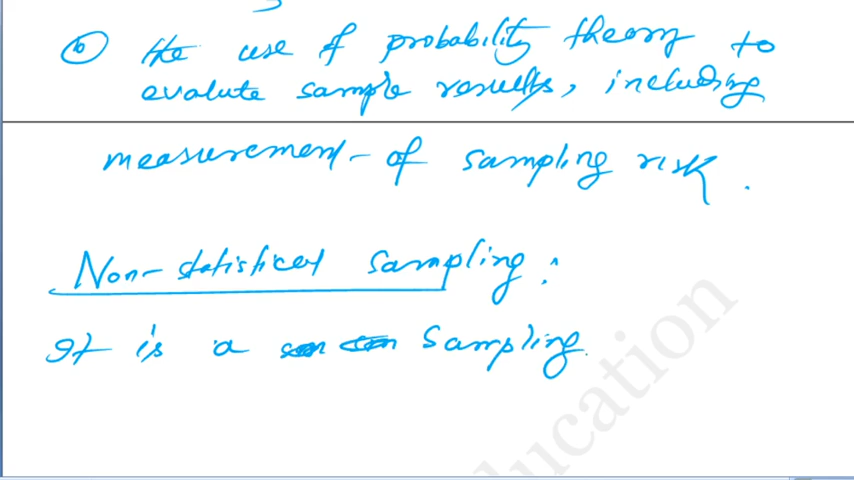 (b) the use of probability theory to
evalute sample results, including
measurement of sampling risk.
Non-statistical sampling:
It is a sampling.
ucation